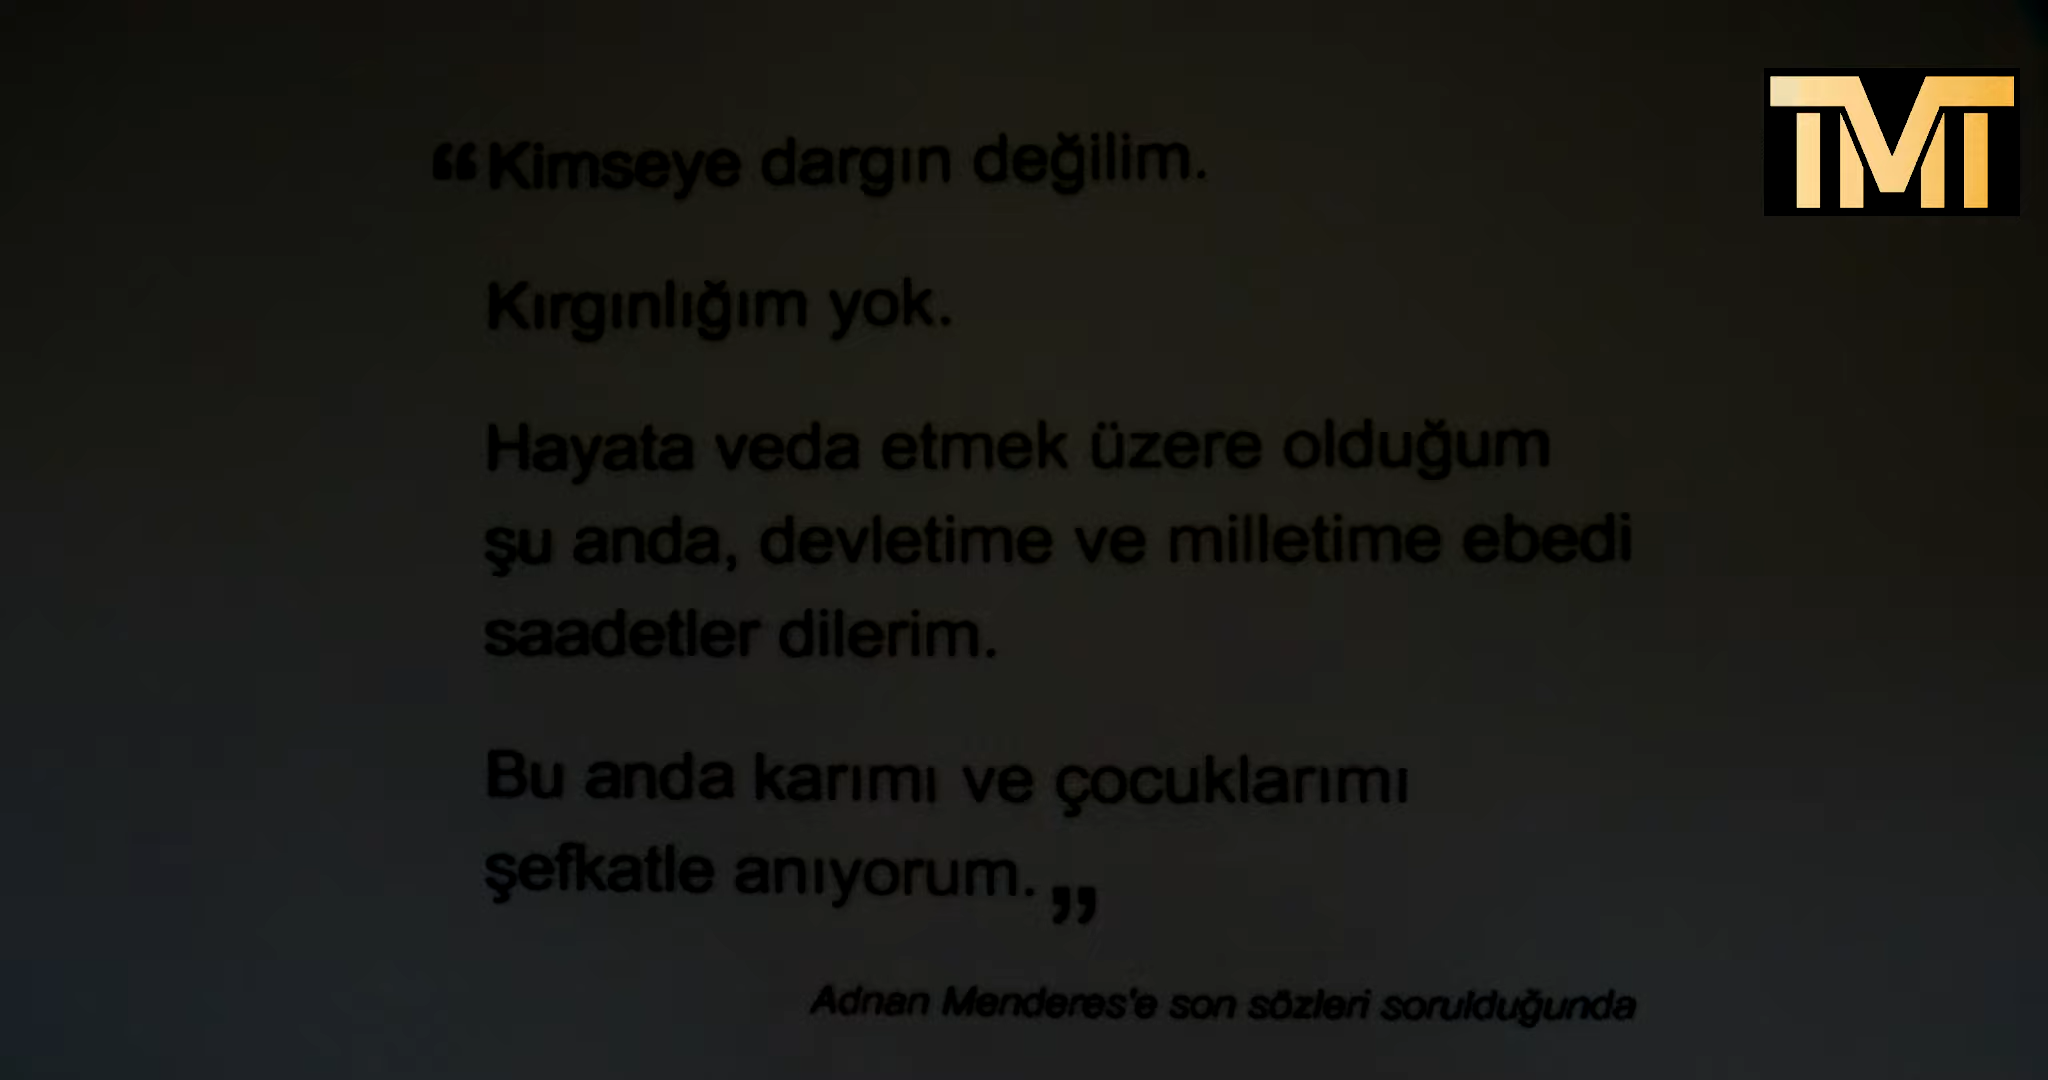 TMT
“Kimseye dargın değilim.
Kırgınlığım yok.
Hayata veda etmek üzere olduğum
şu anda, devletime ve milletime ebedi
saadetler dilerim.
Bu anda karımı ve çocuklarımı
şefkatle anıyorum.”
Adnan Menderes'e son sözleri sorulduğunda